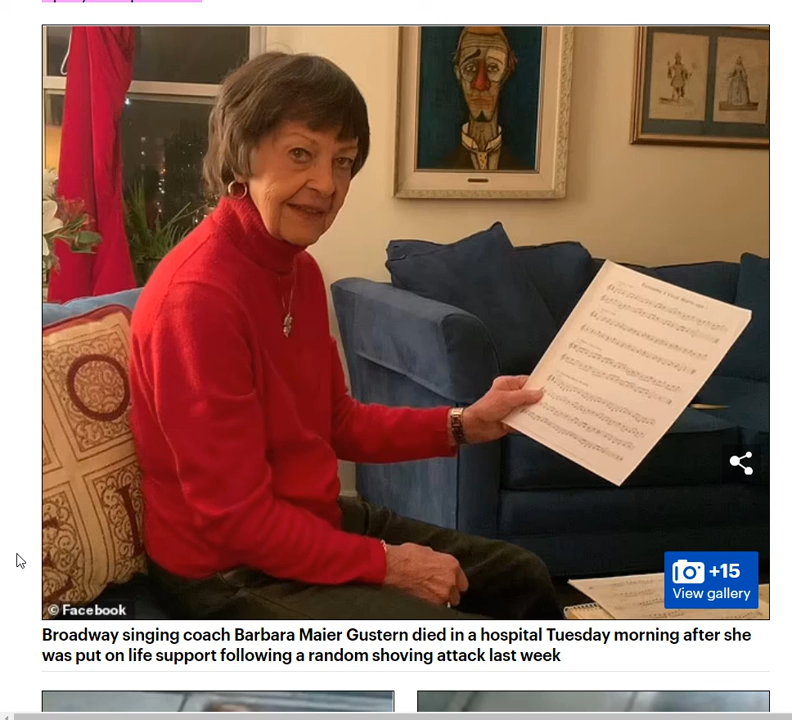 +15
View gallery
© Facebook
Broadway singing coach Barbara Maier Gustern died in a hospital Tuesday morning after she
was put on life support following a random shoving attack last week